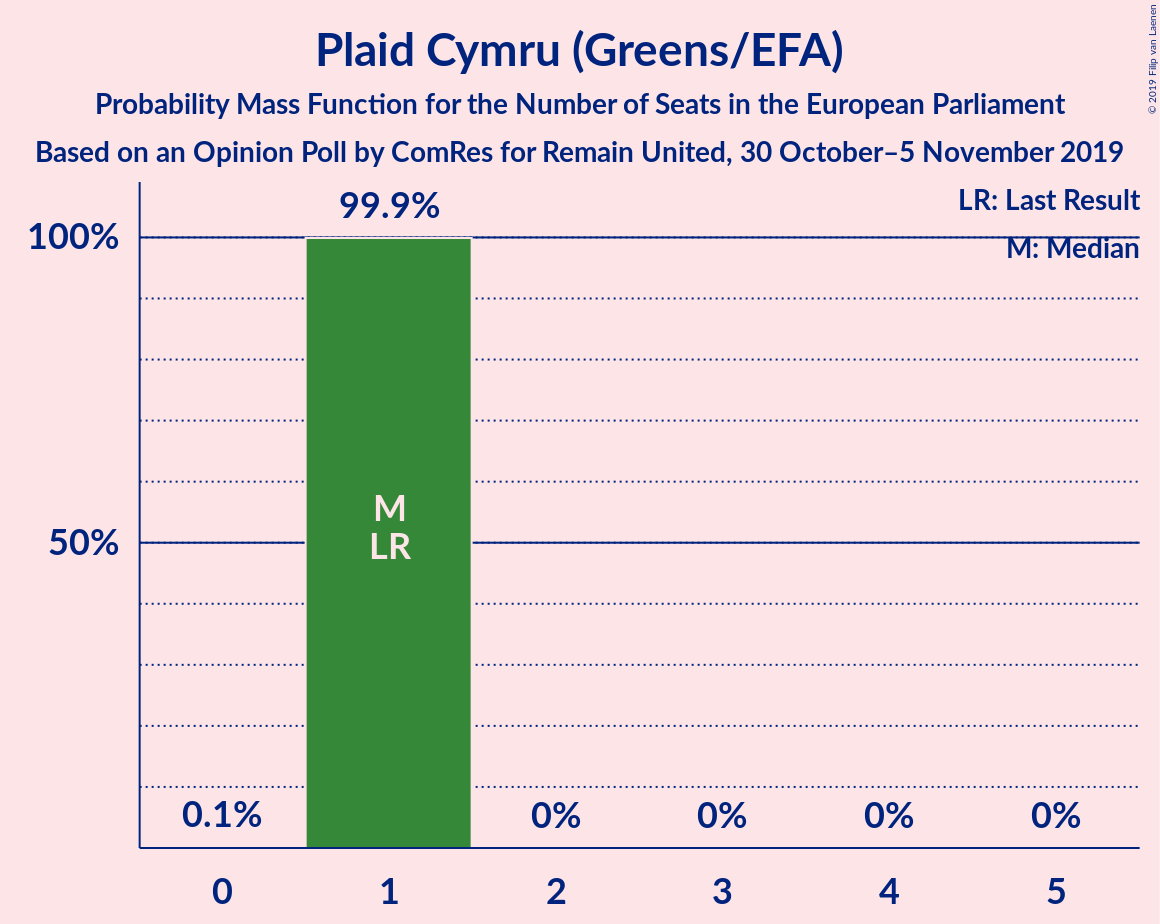 Plaid Cymru (Greens/EFA)
Probability Mass Function for the Number of Seats in the European Parliament
Based on an Opinion Poll by ComRes for Remain United, 30 October–5 November 2019
© 2019 Filip van Laenen
LR: Last Result
M: Median
99.9%
100%
M
LR
50%
0.1%
0%
0%
0%
0%
0
1
2
3
4
5